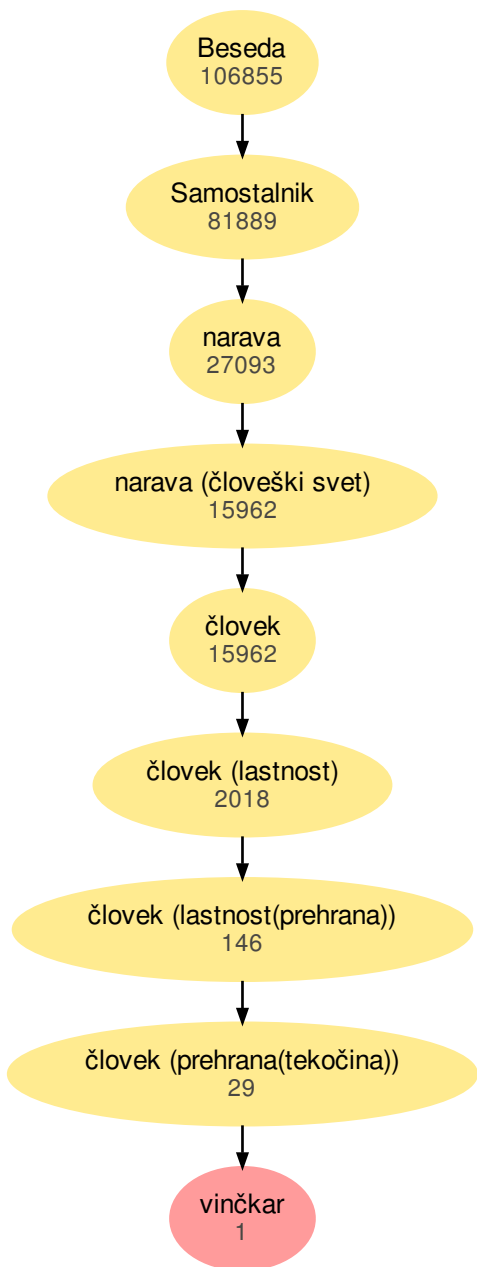 Beseda
106855
Samostalnik
81889
narava
27093
narava (človeški svet)
15962
človek
15962
človek (lastnost)
2018
človek (lastnost(prehrana))
146
človek (prehrana(tekočina))
29
vinčkar
1